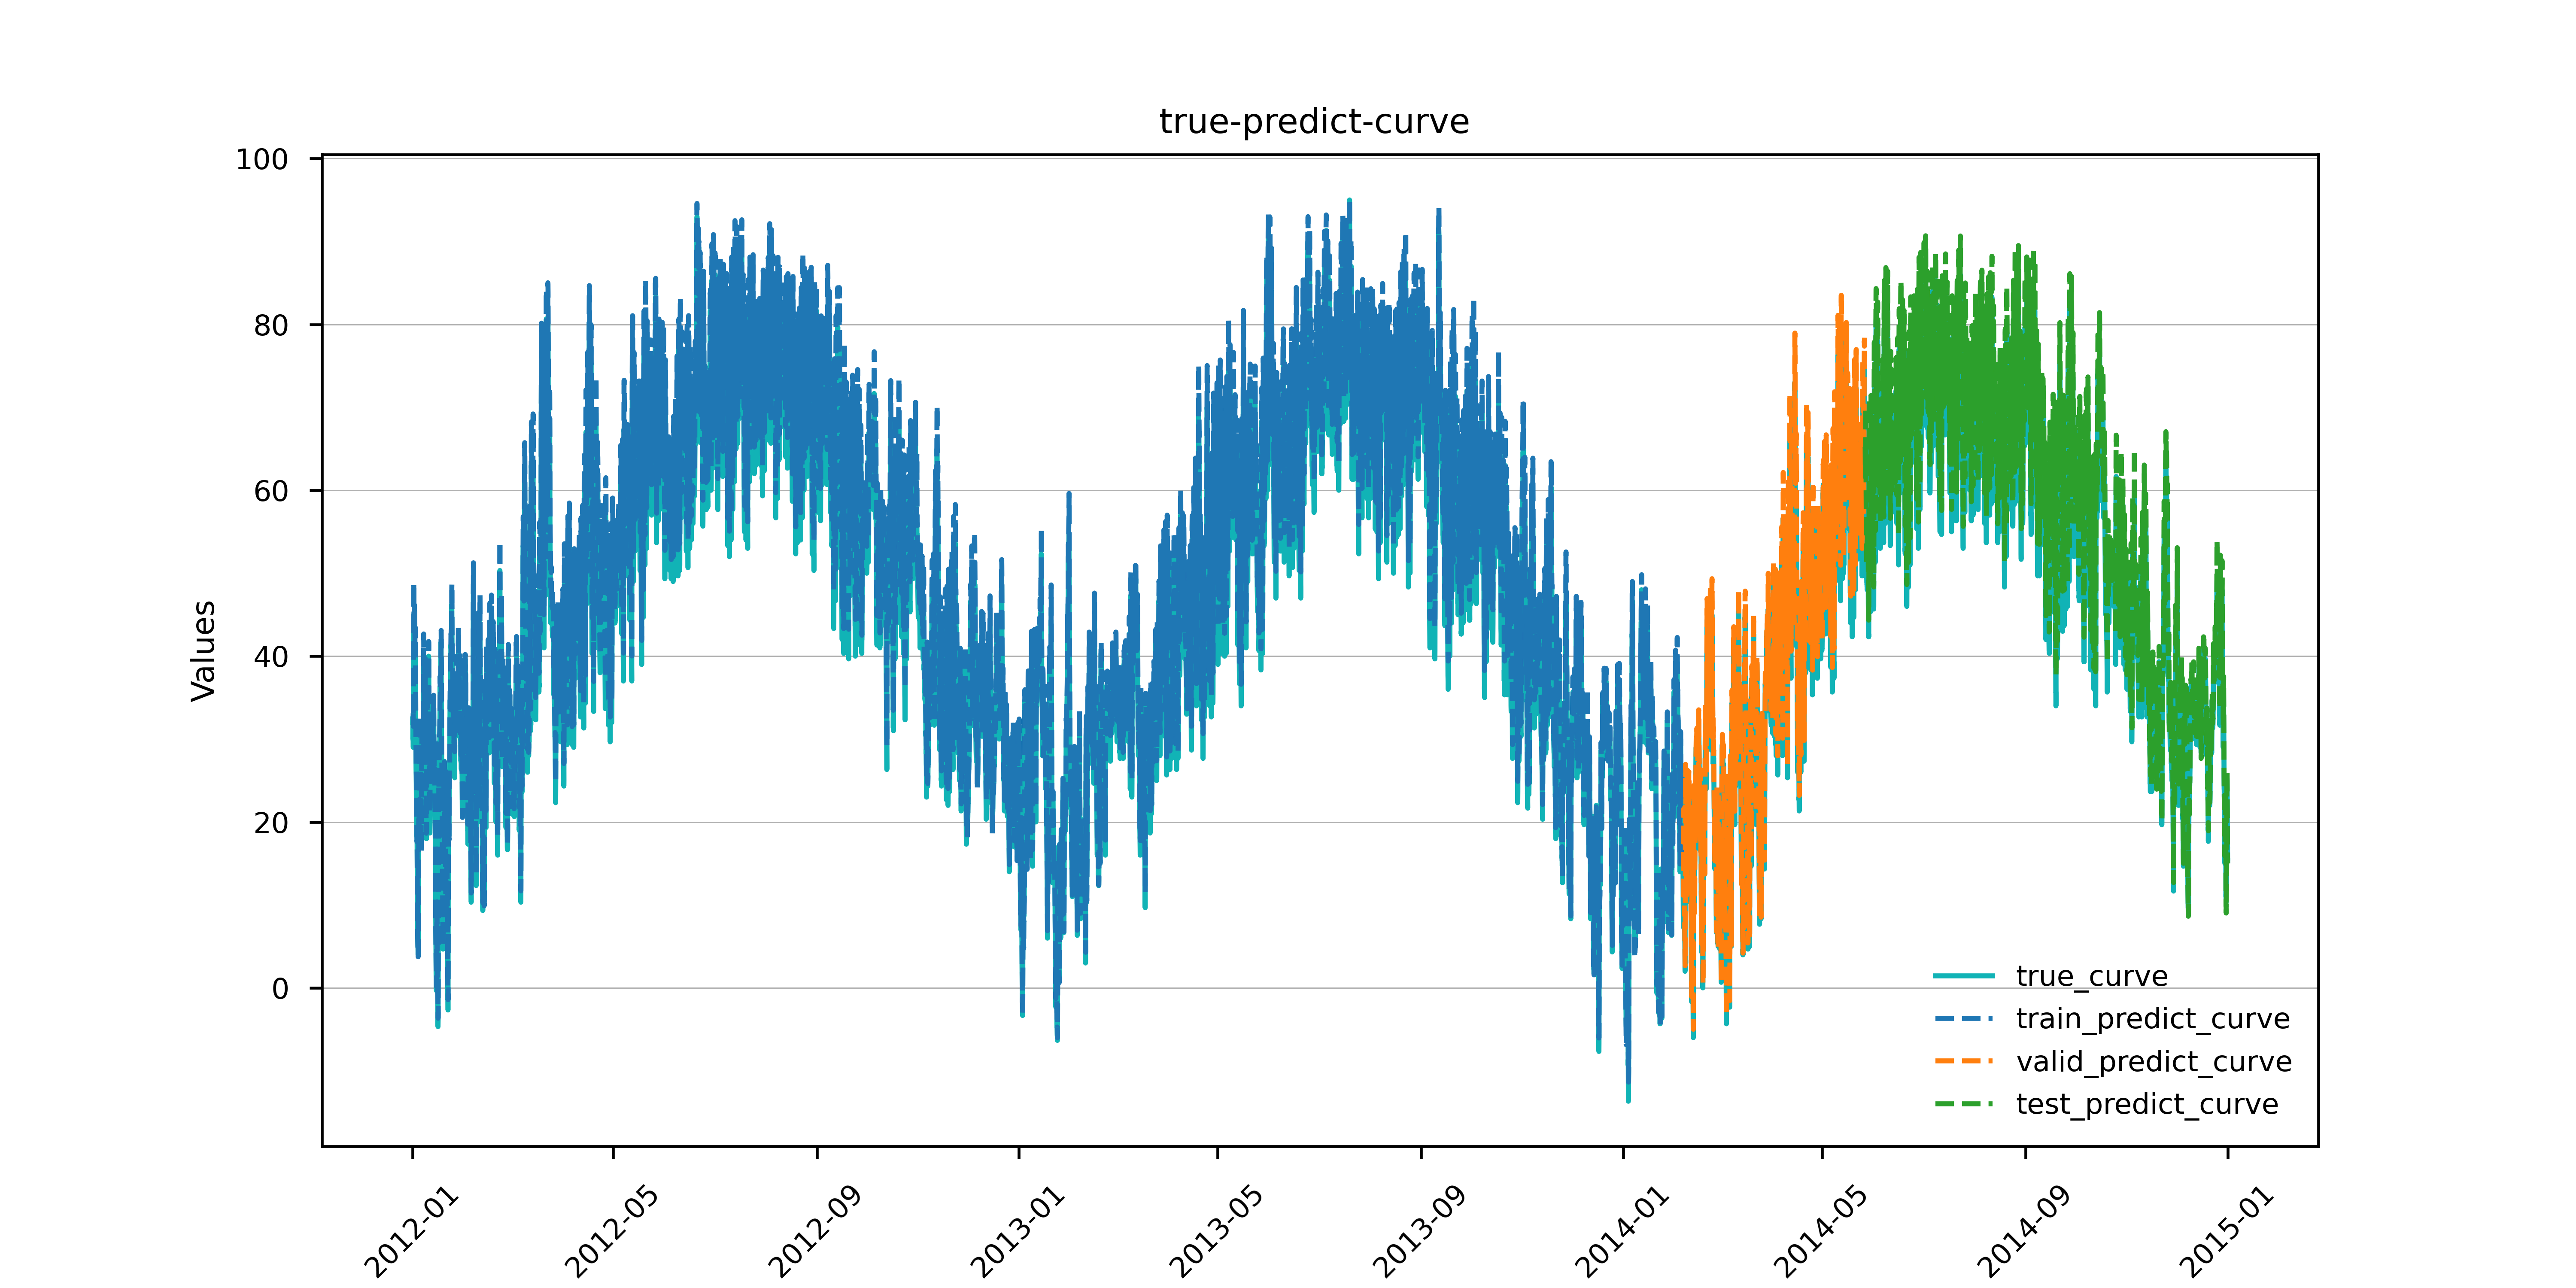 true-predict-curve
100
80
60
40
20
0
Values
true_curve
train_predict_curve
valid_predict_curve
test_predict_curve
2012-01
2012-05
2012-09
2013-01
2013-05
2013-09
2014-01
2014-05
2014-09
2015-01